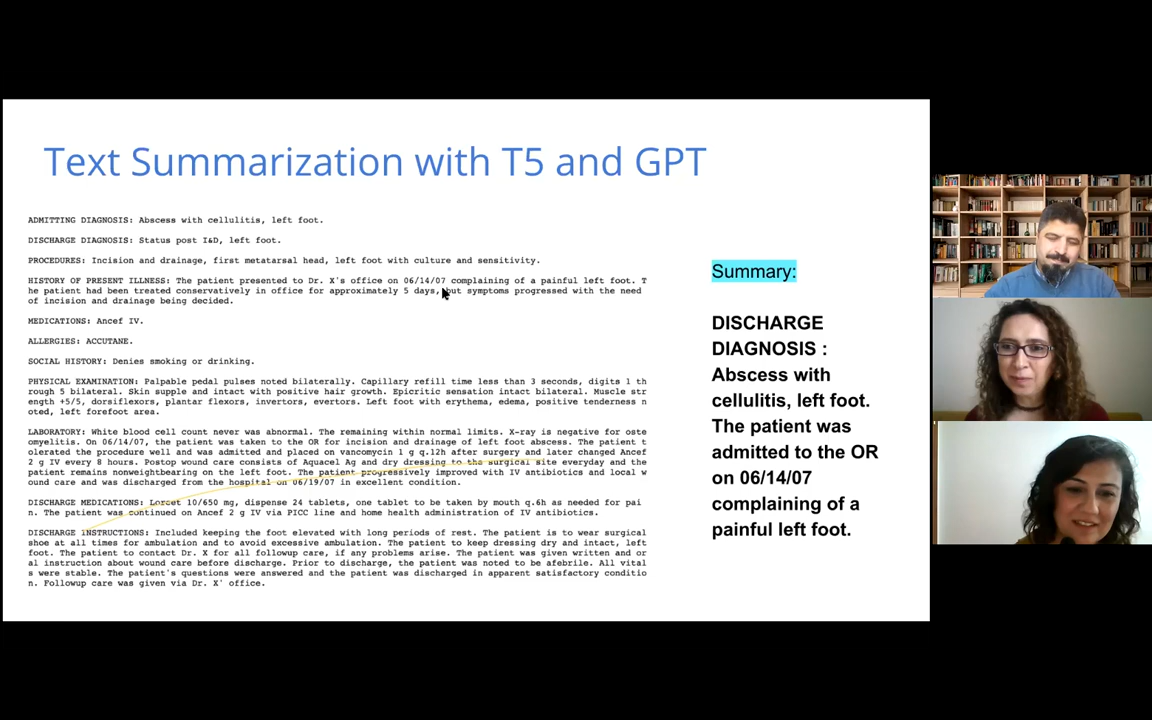 Text Summarization with T5 and GPT
ADMITTING DIAGNOSIS: Abscess with cellulitis, left foot.
DISCHARGE DIAGNOSIS: Status post I&D, left foot.
PROCEDURES: Incision and drainage, first metatarsal head, left foot with culture and sensitivity.
HISTORY OF PRESENT ILLNESS: The patient presented to Dr. X's office on 06/14/07 complaining of a painful left foot. T
he patient had been treated conservatively in office for approximately 5 days, but symptoms progressed with the need
of incision and drainage being decided.
MEDICATIONS: Ancef IV.
ALLERGIES: ACCUTANE.
SOCIAL HISTORY: Denies smoking or drinking.
PHYSICAL EXAMINATION: Palpable pedal pulses noted bilaterally. Capillary refill time less than 3 seconds, digits 1 th
rough 5 bilateral. Skin supple and intact with positive hair growth. Epicritic sensation intact bilateral. Muscle str
ength +5/5, dorsiflexors, plantar flexors, invertors, evertors. Left foot with erythema, edema, positive tenderness n
oted, left forefoot area.
LABORATORY: White blood cell count never was abnormal. The remaining within normal limits. X-ray is negative for oste
omyelitis. On 06/14/07, the patient was taken to the OR for incision and drainage of left foot abscess. The patient t
olerated the procedure well and was admitted and placed on vancomycin 1 g q.12h after surgery and later changed Ancef
2 g IV every 8 hours. Postop wound care consists of Aquacel Ag and dry dressing to the surgical site everyday and the
patient remains nonweightbearing on the left foot. The patient progressively improved with IV antibiotics and local w
ound care and was discharged from the hospital on 06/19/07 in excellent condition.
DISCHARGE MEDICATIONS: Lorcet 10/650 mg, dispense 24 tablets, one tablet to be taken by mouth q.6h as needed for pai
n. The patient was continued on Ancef 2 g IV via PICC line and home health administration of IV antibiotics.
DISCHARGE INSTRUCTIONS: Included keeping the foot elevated with long periods of rest. The patient is to wear surgical
shoe at all times for ambulation and to avoid excessive ambulation. The patient to keep dressing dry and intact, left
foot. The patient to contact Dr. X for all followup care, if any problems arise. The patient was given written and or
al instruction about wound care before discharge. Prior to discharge, the patient was noted to be afebrile. All vital
s were stable. The patient's questions were answered and the patient was discharged in apparent satisfactory conditio
n. Followup care was given via Dr. X' office.
Summary:
DISCHARGE
DIAGNOSIS :
Abscess with
cellulitis, left foot.
The patient was
admitted to the OR
on 06/14/07
complaining of a
painful left foot.